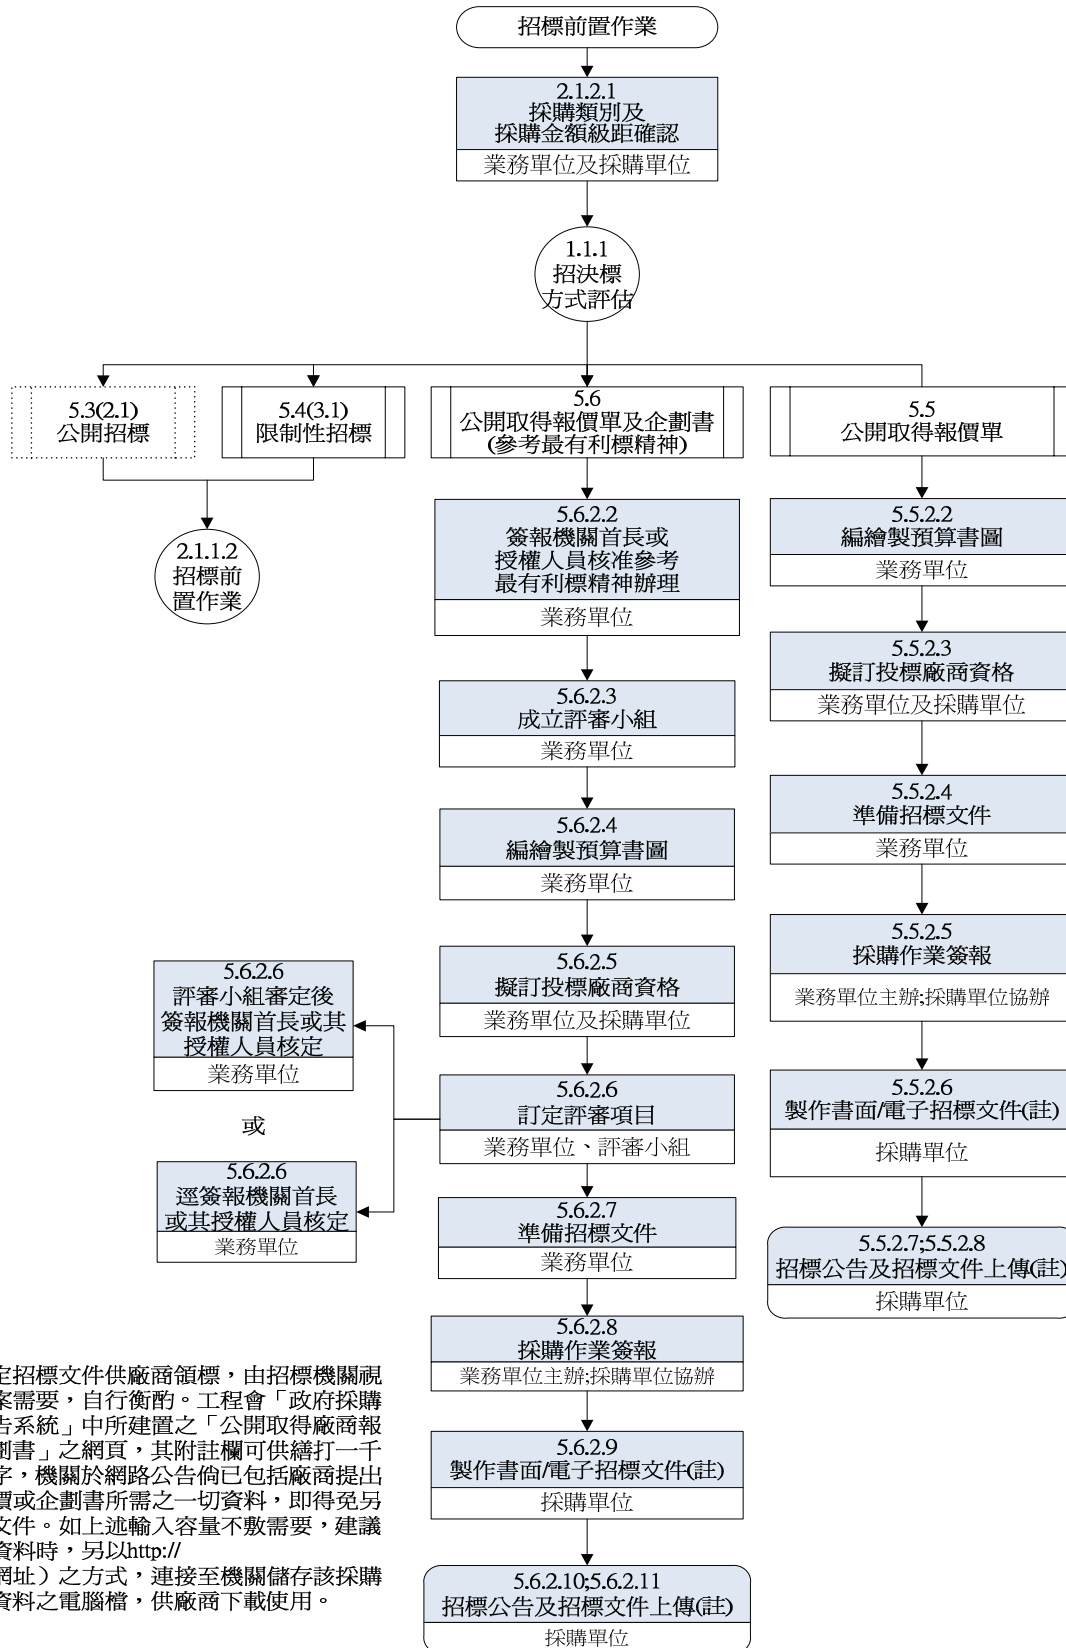 招標前置作業
2.1.2.1
採購類別及
採購金額級距確認
業務單位及採購單位
1.1.1
招決標
方式評估
5.3(2.1)
公開招標
5.4(3.1)
限制性招標
5.6
公開取得報價單及企劃書
(參考最有利標精神)
5.5
公開取得報價單
2.1.1.2
招標前
置作業
5.6.2.2
簽報機關首長或
授權人員核准參考
最有利標精神辦理
業務單位
5.6.2.3
成立評審小組
業務單位
5.6.2.4
編繪製預算書圖
業務單位
5.6.2.5
擬訂投標廠商資格
業務單位及採購單位
5.6.2.6
訂定評審項目
業務單位、評審小組
5.6.2.6
評審小組審定後
簽報機關首長或其
授權人員核定
業務單位
或
5.6.2.6
逕簽報機關首長
或其授權人員核定
業務單位
5.6.2.7
準備招標文件
業務單位
5.6.2.8
採購作業簽報
業務單位主辦;採購單位協辦
5.6.2.9
製作書面/電子招標文件(註)
採購單位
5.6.2.10;5.6.2.11
招標公告及招標文件上傳(註)
採購單位
5.5.2.2
編繪製預算書圖
業務單位
5.5.2.3
擬訂投標廠商資格
業務單位及採購單位
5.5.2.4
準備招標文件
業務單位
5.5.2.5
採購作業簽報
業務單位主辦;採購單位協辦
5.5.2.6
製作書面/電子招標文件(註)
採購單位
5.5.2.7;5.5.2.8
招標公告及招標文件上傳(註)
採購單位
定招標文件供廠商領標，由招標機關視
案需要，自行衡酌。工程會「政府採購
告系統」中所建置之「公開取得廠商報
劃書」之網頁，其附註欄可供繕打一千
字，機關於網路公告倘已包括廠商提出
價或企劃書所需之一切資料，即得免另
文件。如上述輸入容量不敷需要，建議
資料時，另以http://
網址）之方式，連接至機關儲存該採購
資料之電腦檔，供廠商下載使用。